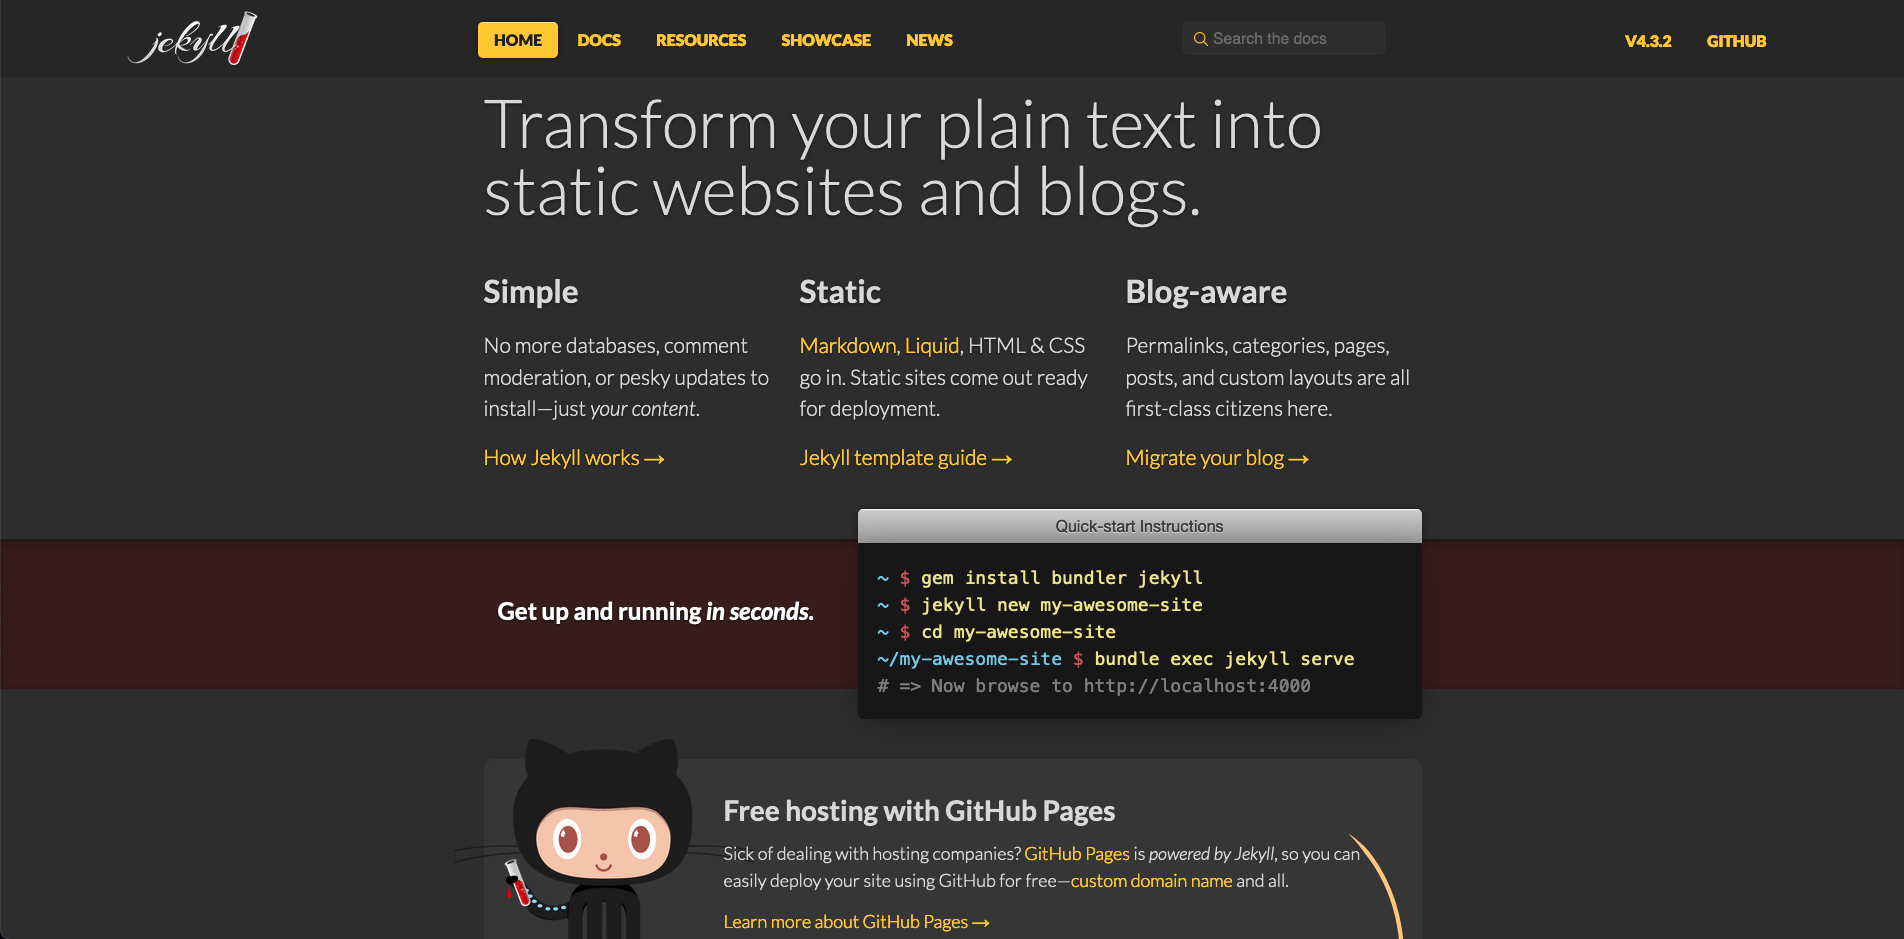 jekyll
HOME
DOCS
RESOURCES
SHOWCASE
NEWS
Search the docs
V4.3.2
GITHUB
Transform your plain text into
static websites and blogs.
Simple
No more databases, comment
moderation, or pesky updates to
install—just your content.
How Jekyll works →
Static
Markdown, Liquid, HTML & CSS
go in. Static sites come out ready
for deployment.
Jekyll template guide →
Blog-aware
Permalinks, categories, pages,
posts, and custom layouts are all
first-class citizens here.
Migrate your blog →
Get up and running in seconds.
Quick-start Instructions
~ $ gem install bundler jekyll
~ $ jekyll new my-awesome-site
~ $ cd my-awesome-site
~/my-awesome-site $ bundle exec jekyll serve
# => Now browse to http://localhost:4000
Free hosting with GitHub Pages
Sick of dealing with hosting companies? GitHub Pages is powered by Jekyll, so you can
easily deploy your site using GitHub for free—custom domain name and all.
Learn more about GitHub Pages →